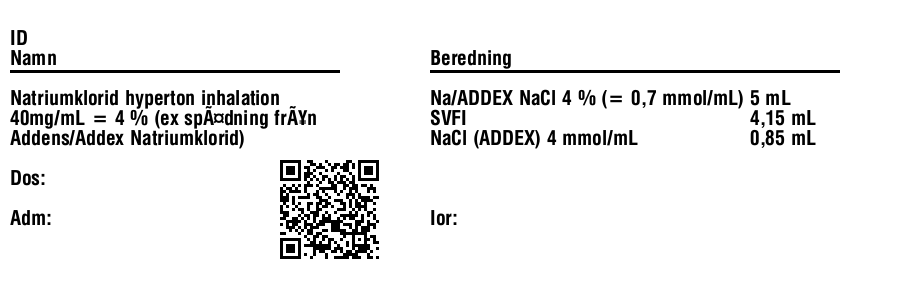 ID
Namn
Natriumklorid hyperton inhalation
40mg/mL = 4 % (ex spÃ¤dning frÃ¥n
Addens/Addex Natriumklorid)
Dos:
Adm:
Beredning
Na/ADDEX NaCl 4 % (= 0,7 mmol/mL) 5 mL
SVFI 4,15 mL
NaCl (ADDEX) 4 mmol/mL 0,85 mL
Ior: